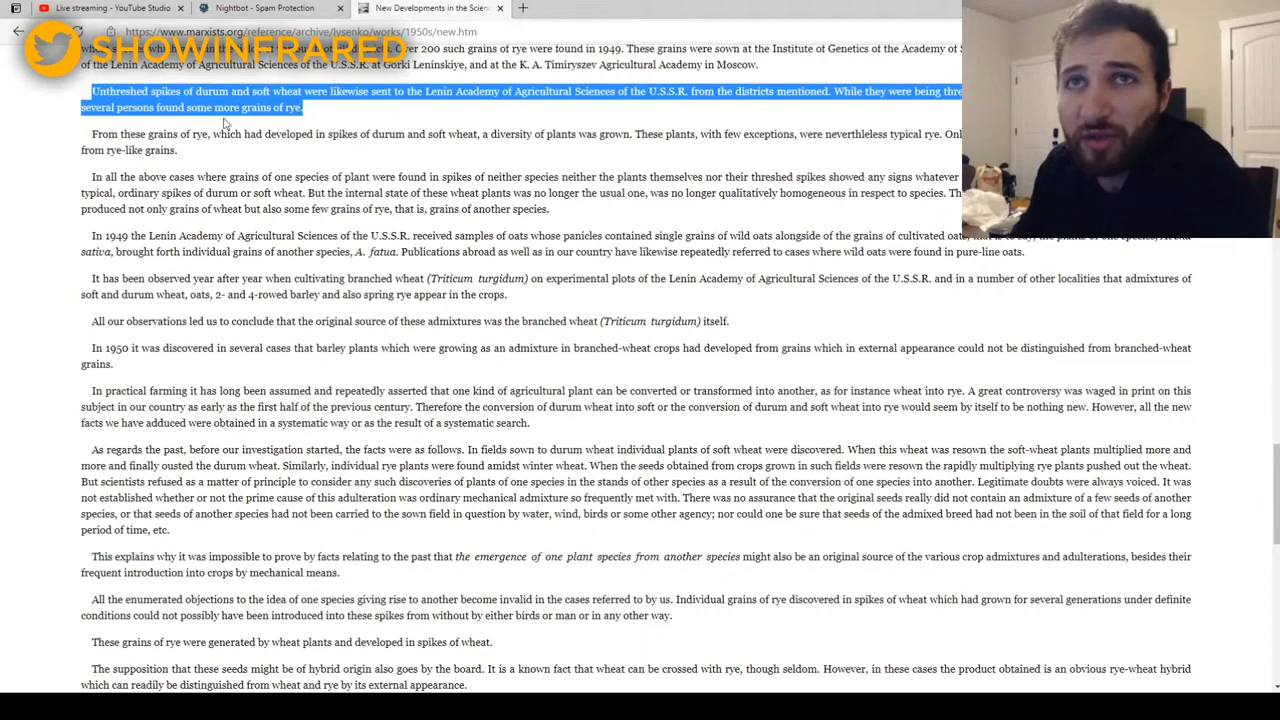 Live streaming - YouTube Studio
Nightbot - Spam Protection
New Developments in the Scien
https://www.marxists.org/reference/archive/lysenko/works/1950s/new.htm
SHOWINFRARED
Over 200 such grains of rye were found in 1949. These grains were sown at the Institute of Genetics of the Academy of S
of the Lenin Academy of Agricultural Sciences of the U.S.S.R. at Gorki Leninskiye, and at the K. A. Timiryszev Agricultural Academy in Moscow.
Unthreshed spikes of durum and soft wheat were likewise sent to the Lenin Academy of Agricultural Sciences of the U.S.S.R. from the districts mentioned. While they were being thre
several persons found some more grains of rye.
From these grains of rye, which had developed in spikes of durum and soft wheat, a diversity of plants was grown. These plants, with few exceptions, were neverthleless typical rye. Onl
from rye-like grains.
In all the above cases where grains of one species of plant were found in spikes of neither species neither the plants themselves nor their threshed spikes showed any signs whatever
typical, ordinary spikes of durum or soft wheat. But the internal state of these wheat plants was no longer the usual one, was no longer qualitatively homogeneous in respect to species. Th
produced not only grains of wheat but also some few grains of rye, that is, grains of another species.
In 1949 the Lenin Academy of Agricultural Sciences of the U.S.S.R. received samples of oats whose panicles contained single grains of wild oats alongside of the grains of cultivated oats, that is to say, the plants of one species,
sativa, brought forth individual grains of another species, A. fatua. Publications abroad as well as in our country have likewise repeatedly referred to cases where wild oats were found in pure-line oats.
It has been observed year after year when cultivating branched wheat (Triticum turgidum) on experimental plots of the Lenin Academy of Agricultural Sciences of the U.S.S.R. and in a number of other localities that admixtures of
soft and durum wheat, oats, 2- and 4-rowed barley and also spring rye appear in the crops.
All our observations led us to conclude that the original source of these admixtures was the branched wheat (Triticum turgidum) itself.
In 1950 it was discovered in several cases that barley plants which were growing as an admixture in branched-wheat crops had developed from grains which in external appearance could not be distinguished from branched-wheat
grains.
In practical farming it has long been assumed and repeatedly asserted that one kind of agricultural plant can be converted or transformed into another, as for instance wheat into rye. A great controversy was waged in print on this
subject in our country as early as the first half of the previous century. Therefore the conversion of durum wheat into soft or the conversion of durum and soft wheat into rye would seem by itself to be nothing new. However, all the new
facts we have adduced were obtained in a systematic way or as the result of a systematic search.
As regards the past, before our investigation started, the facts were as follows. In fields sown to durum wheat individual plants of soft wheat were discovered. When this wheat was resown the soft-wheat plants multiplied more and
more and finally ousted the durum wheat. Similarly, individual rye plants were found amidst winter wheat. When the seeds obtained from crops grown in such fields were resown the rapidly multiplying rye plants pushed out the wheat.
But scientists refused as a matter of principle to consider any such discoveries of plants of one species in the stands of other species as a result of the conversion of one species into another. Legitimate doubts were always voiced. It was
not established whether or not the prime cause of this adulteration was ordinary mechanical admixture so frequently met with. There was no assurance that the original seeds really did not contain an admixture of a few seeds of another
species, or that seeds of another species had not been carried to the sown field in question by water, wind, birds or some other agency; nor could one be sure that seeds of the admixed breed had not been in the soil of that field for a long
period of time, etc.
This explains why it was impossible to prove by facts relating to the past that the emergence of one plant species from another species might also be an original source of the various crop admixtures and adulterations, besides their
frequent introduction into crops by mechanical means.
All the enumerated objections to the idea of one species giving rise to another become invalid in the cases referred to by us. Individual grains of rye discovered in spikes of wheat which had grown for several generations under definite
conditions could not possibly have been introduced into these spikes from without by either birds or man or in any other way.
These grains of rye were generated by wheat plants and developed in spikes of wheat.
The supposition that these seeds might be of hybrid origin also goes by the board. It is a known fact that wheat can be crossed with rye, though seldom. However, in these cases the product obtained is an obvious rye-wheat hybrid
which can readily be distinguished from wheat and rye by its external appearance.